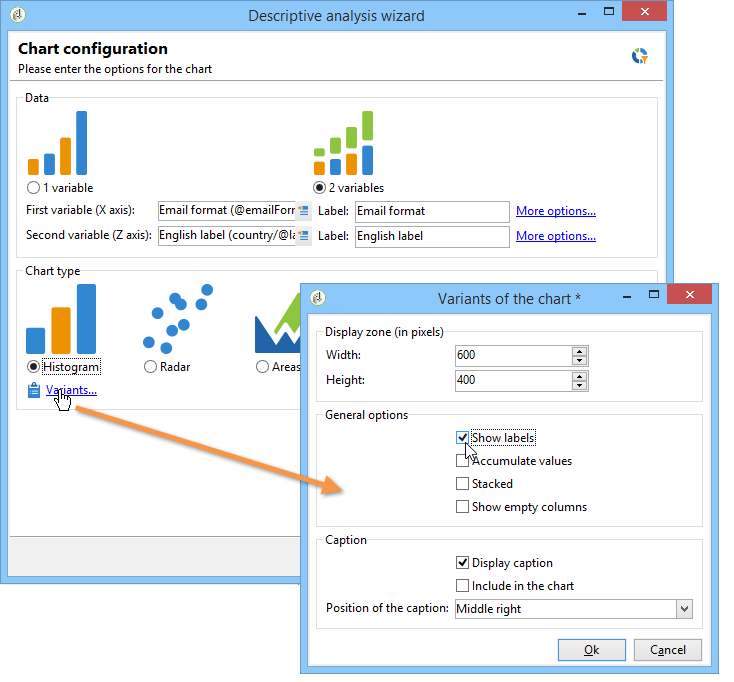 Descriptive analysis wizard
Chart configuration
Please enter the options for the chart
Data
1 variable
2 variables
First variable (X axis): Email format (@emailForr Label: Email format More options...
Second variable (Z axis): English label (country/@la Label: English label More options...
Chart type
Histogram
Radar
Areas
Variants...
Variants of the chart *
Display zone (in pixels)
Width: 600
Height: 400
General options
Show labels
Accumulate values
Stacked
Show empty columns
Caption
Display caption
Include in the chart
Position of the caption: Middle right
Ok Cancel